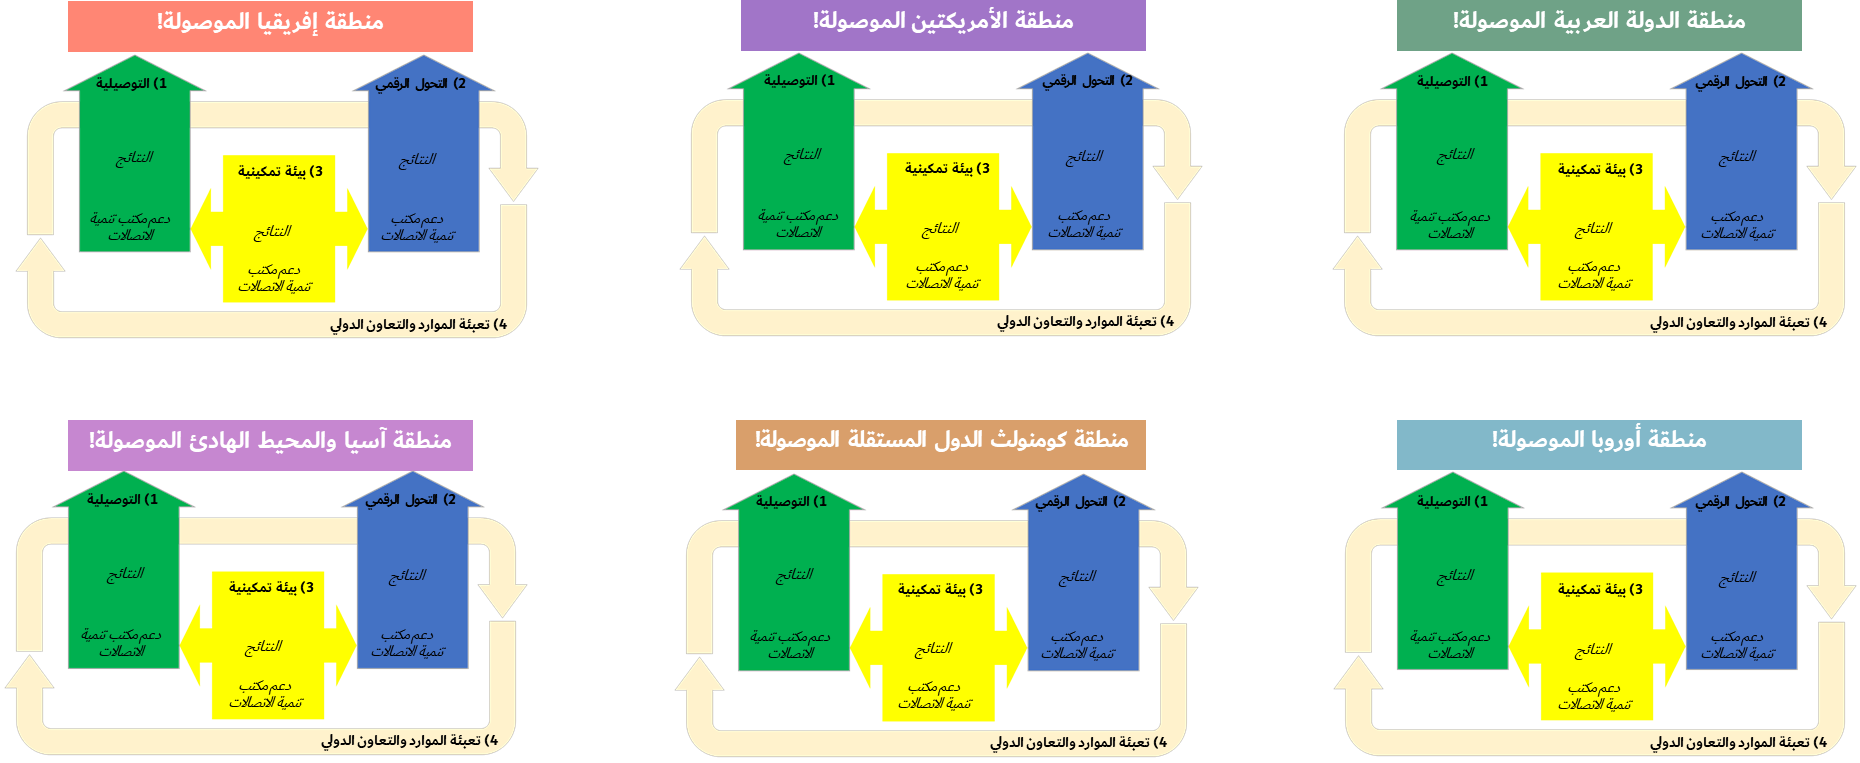 منطقة الدولة العربية الموصولة!
2) التحول الرقمي
النتائج
دعم مكتب
تنمية الاتصالات
3) بيئة تمكينية
النتائج
دعم مكتب
تنمية الاتصالات
1) التوصيلية
النتائج
دعم مكتب تنمية
الاتصالات
4) تعبئة الموارد والتعاون الدولي
منطقة الأمريكتين الموصولة!
2) التحول الرقمي
النتائج
دعم مكتب
تنمية الاتصالات
3) بيئة تمكينية
النتائج
دعم مكتب
تنمية الاتصالات
1) التوصيلية
النتائج
دعم مكتب تنمية
الاتصالات
4) تعبئة الموارد والتعاون الدولي
منطقة إفريقيا الموصولة!
2) التحول الرقمي
النتائج
دعم مكتب
تنمية الاتصالات
3) بيئة تمكينية
النتائج
دعم مكتب
تنمية الاتصالات
1) التوصيلية
النتائج
دعم مكتب تنمية
الاتصالات
4) تعبئة الموارد والتعاون الدولي
منطقة أوروبا الموصولة!
2) التحول الرقمي
النتائج
دعم مكتب
تنمية الاتصالات
3) بيئة تمكينية
النتائج
دعم مكتب
تنمية الاتصالات
1) التوصيلية
النتائج
دعم مكتب تنمية
الاتصالات
4) تعبئة الموارد والتعاون الدولي
منطقة كومنولث الدول المستقلة الموصولة!
2) التحول الرقمي
النتائج
دعم مكتب
تنمية الاتصالات
3) بيئة تمكينية
النتائج
دعم مكتب
تنمية الاتصالات
1) التوصيلية
النتائج
دعم مكتب تنمية
الاتصالات
4) تعبئة الموارد والتعاون الدولي
منطقة آسيا والمحيط الهادئ الموصولة!
2) التحول الرقمي
النتائج
دعم مكتب
تنمية الاتصالات
3) بيئة تمكينية
النتائج
دعم مكتب
تنمية الاتصالات
1) التوصيلية
النتائج
دعم مكتب تنمية
الاتصالات
4) تعبئة الموارد والتعاون الدولي